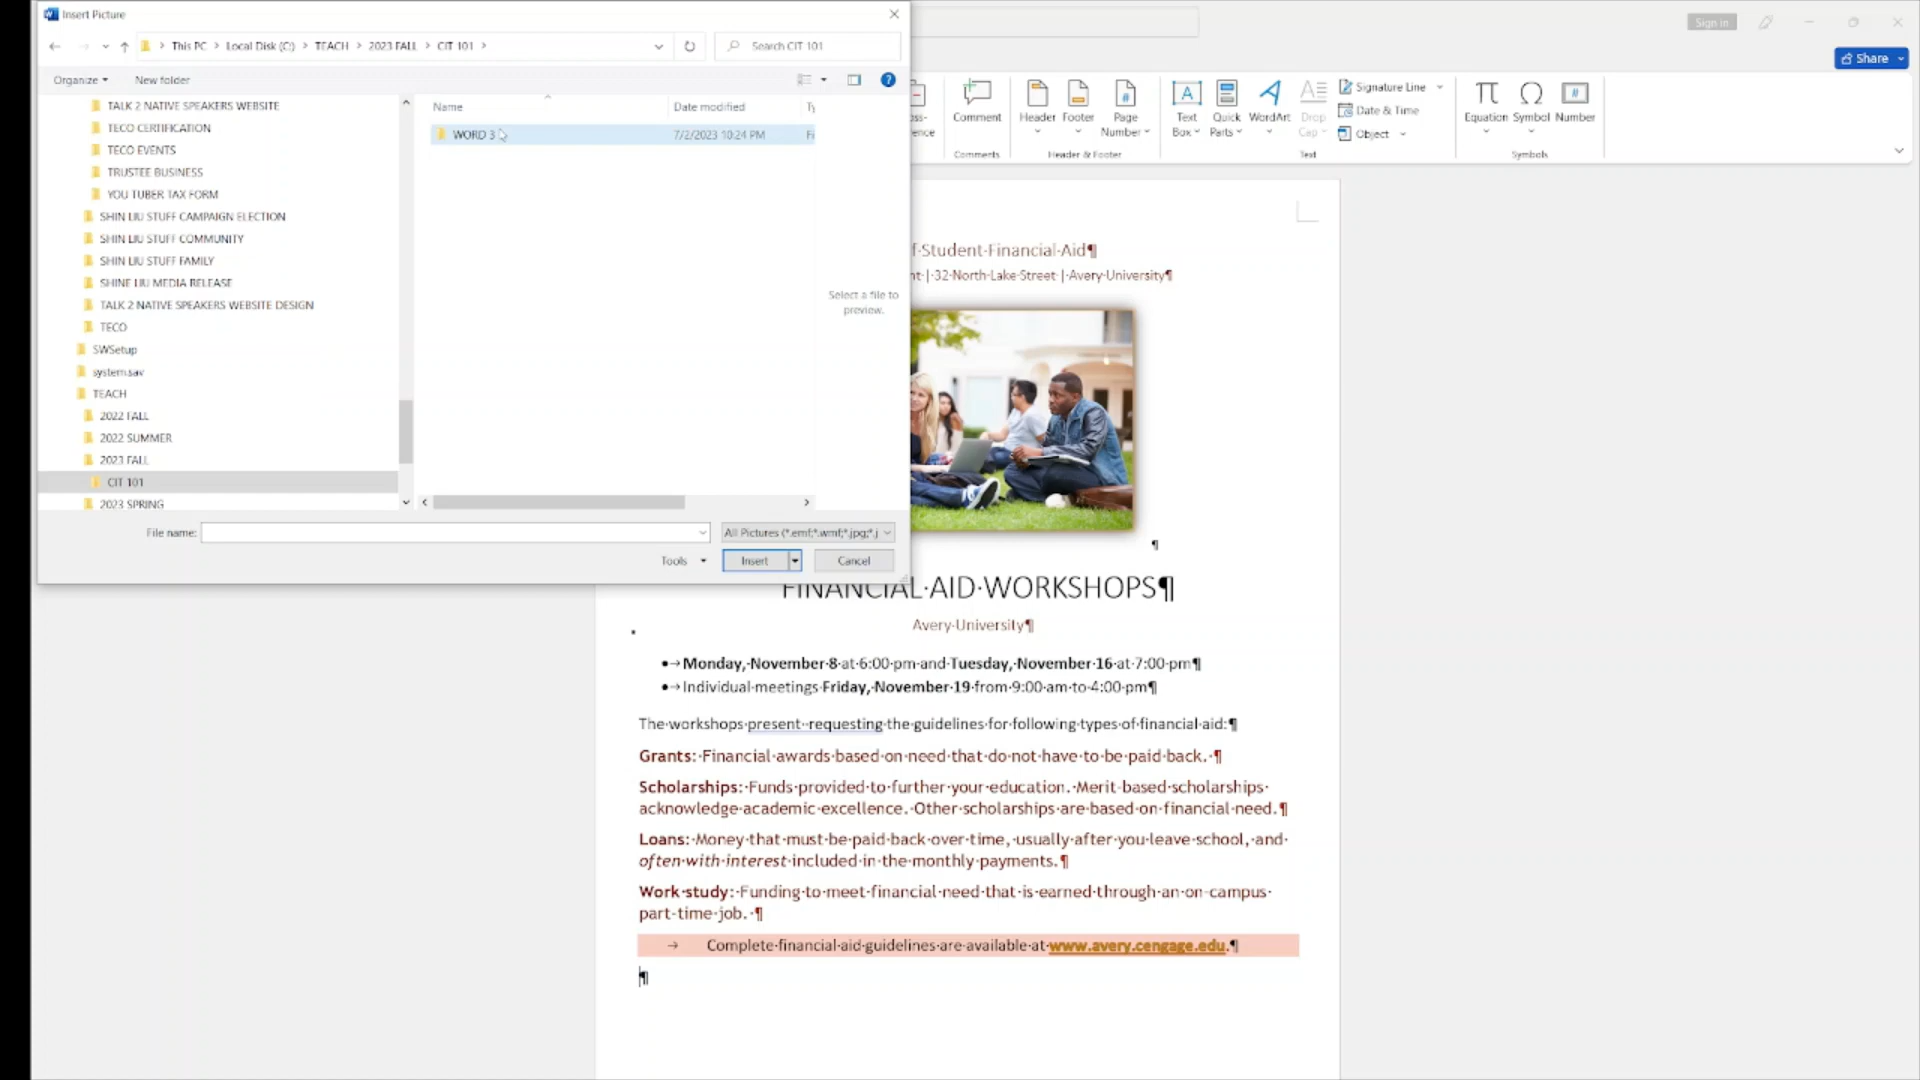 Insert Picture
Sign in
This PC > Local Disk (C:) > TEACH > 2023 FALL > CIT 101 >
Search CIT 101
Share
Organize
New folder
Name
Date modified
WORD 3
7/2/2023 10:24 PM
Fi
Select a file to
preview.
TALK 2 NATIVE SPEAKERS WEBSITE
TECO CERTIFICATION
TECO EVENTS
TRUSTEE BUSINESS
YOU TUBER TAX FORM
SHIN LIU STUFF CAMPAIGN ELECTION
SHIN LIU STUFF COMMUNITY
SHIN LIU STUFF FAMILY
SHINE LIU MEDIA RELEASE
TALK 2 NATIVE SPEAKERS WEBSITE DESIGN
TECO
SWSetup
system.sav
TEACH
2022 FALL
2022 SUMMER
2023 FALL
CIT 101
2023 SPRING
File name:
All Pictures (*.emf;*.wmf;*.jpg;*.j
Tools
Insert
Cancel
Comment
Comments
Header
Footer
Page
Number
Header & Footer
Text
Box
Quick
Parts
WordArt
Drop
Cap
Signature Line
Date & Time
Object
Text
Equation
Symbol
Number
Symbols
f·Student·Financial·Aid¶
nt·|·32·North·Lake·Street·|·Avery·University¶
¶
FINANCIAL·AID·WORKSHOPS¶
Avery·University¶
•→Monday,·November·8·at·6:00·pm·and·Tuesday,·November·16·at·7:00·pm¶
•→Individual·meetings·Friday,·November·19·from·9:00·am·to·4:00·pm¶
The·workshops·present··requesting·the·guidelines·for·following·types·of·financial·aid:¶
Grants:·Financial·awards·based·on·need·that·do·not·have·to·be·paid·back.·¶
Scholarships:·Funds·provided·to·further·your·education.·Merit-based·scholarships·
acknowledge·academic·excellence.·Other·scholarships·are·based·on·financial·need.¶
Loans:·Money·that·must·be·paid·back·over·time,·usually·after·you·leave·school,·and·
often·with·interest·included·in·the·monthly·payments.¶
Work·study:·Funding·to·meet·financial·need·that·is·earned·through·an·on-campus·
part-time·job.·¶
→ Complete·financial·aid·guidelines·are·available·at·www.avery.cengage.edu.¶
¶